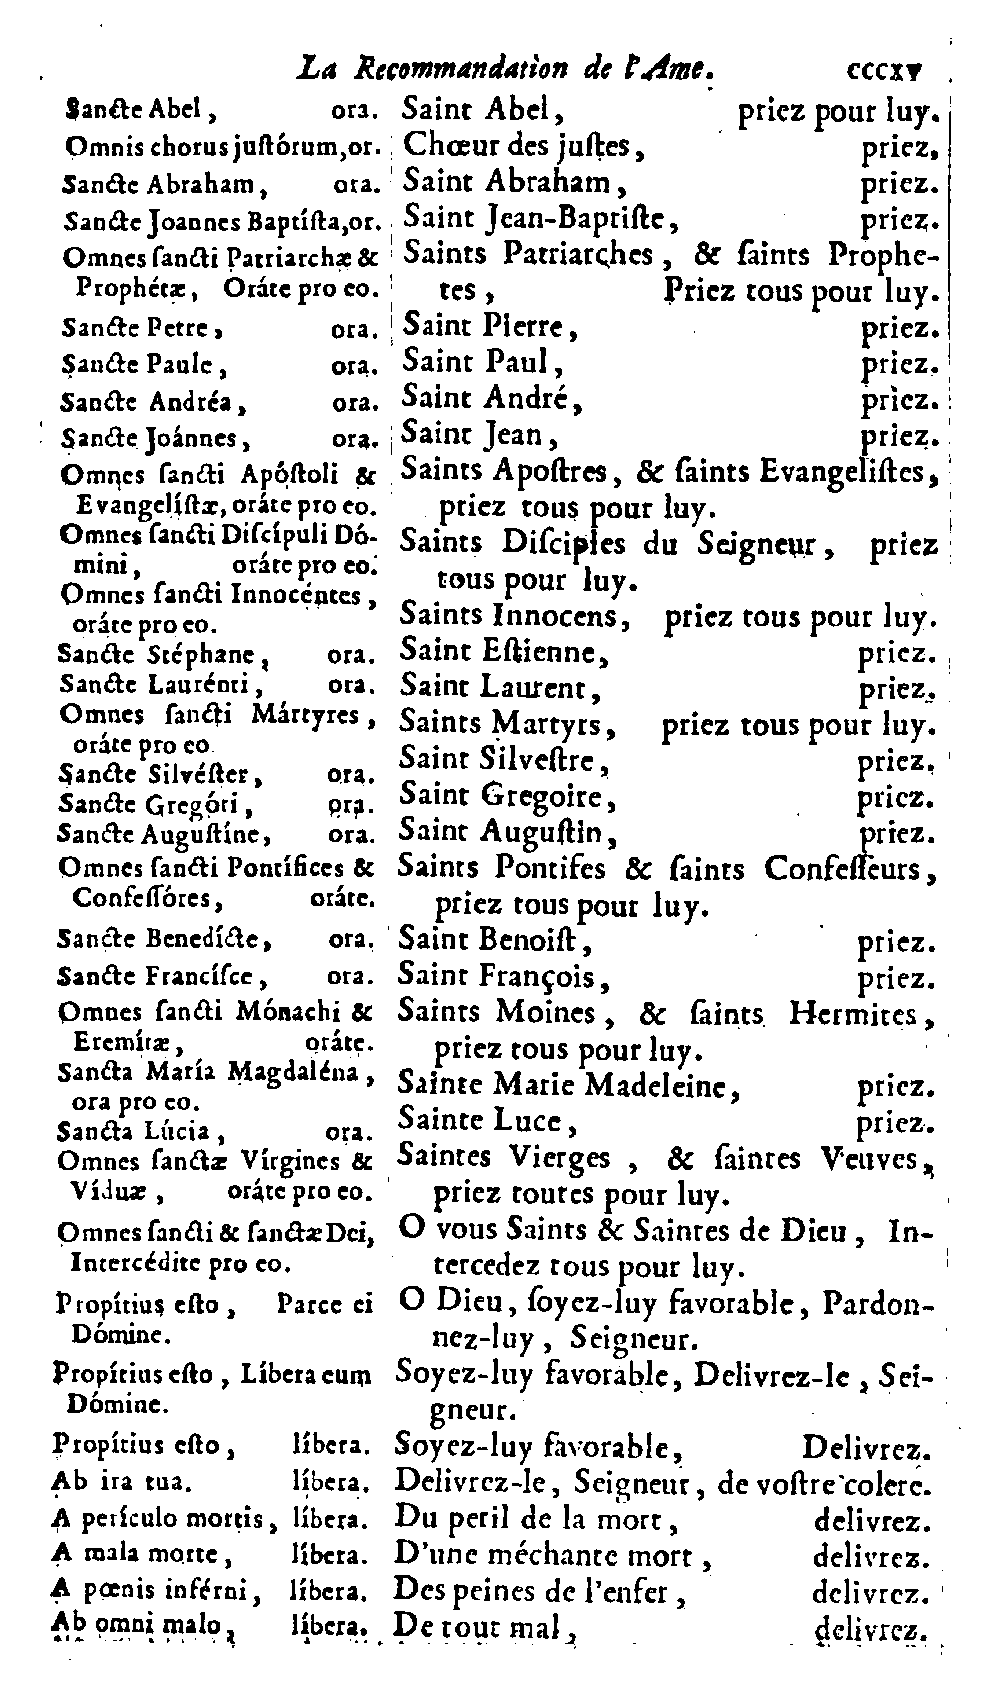 La Recommandation de l'Ame. CCCXV
Sancte Abel, ora.
Omnis chorus juſtórum, or.
Sancte Abraham, ora.
Sancte Joannes Baptíſta, or.
Omnes ſancti Patriarchæ &
Prophétæ, Oráte pro eo.
Sancte Petre, ora.
Sancte Paule, ora.
Sancte Andréa, ora.
Sancte Joánnes, ora.
Omnes ſancti Apóſtoli &
Evangelíſtæ, oráte pro eo.
Omnes ſancti Diſcípuli Dó-
mini, oráte pro eo.
Omnes ſancti Innocéntes,
oráte pro eo.
Sancte Stéphane, ora.
Sancte Laurénti, ora.
Omnes ſancti Mártyres,
oráte pro eo
Sancte Silvéſter, ora.
Sancte Gregóri, ora.
Sancte Auguſtíne, ora.
Omnes ſancti Pontífices &
Confeſſóres, oráte.
Sancte Benedícte, ora.
Sancte Francíſce, ora.
Omnes ſancti Mónachi &
Eremítæ, oráte.
Sancta María Magdaléna,
ora pro eo.
Sancta Lúcia, ora.
Omnes ſanctæ Vírgines &
Víduæ, oráte pro eo.
Omnes ſancti & ſanctæ Dei,
Intercédite pro eo.
Propítius eſto, Parce ei
Dómine.
Propítius eſto, Líbera eum
Dómine.
Propítius eſto, líbera.
Ab ira tua. líbera.
A perículo mortis, líbera.
A mala morte, líbera.
A pœnis inférni, líbera.
Ab omni malo, líbera.
Saint Abel, priez pour luy.
Chœur des juſtes, priez.
Saint Abraham, priez.
Saint Jean-Baptiſte, priez.
Saints Patriarches, & ſaints Prophe-
tes, Priez tous pour luy.
Saint Pierre, priez.
Saint Paul, priez.
Saint André, priez.
Saint Jean, priez.
Saints Apoſtres, & ſaints Evangeliſtes,
priez tous pour luy.
Saints Diſciples du Seigneur, priez
tous pour luy.
Saints Innocens, priez tous pour luy.
Saint Eſtienne, priez.
Saint Laurent, priez.
Saints Martyrs, priez tous pour luy.
Saint Silveſtre, priez.
Saint Gregoire, priez.
Saint Auguſtin, priez.
Saints Pontifes & ſaints Confeſſeurs,
priez tous pour luy.
Saint Benoiſt, priez.
Saint François, priez.
Saints Moines, & ſaints Hermites,
priez tous pour luy.
Sainte Marie Madeleine, priez.
Sainte Luce, priez.
Saintes Vierges, & ſaintes Veuves,
priez toutes pour luy.
O vous Saints & Saintes de Dieu, In-
tercedez tous pour luy.
O Dieu, ſoyez-luy favorable, Pardon-
nez-luy, Seigneur.
Soyez-luy favorable, Delivrez-le, Sei-
gneur.
Soyez-luy favorable, Delivrez.
Delivrez-le, Seigneur, de voſtre colere.
Du peril de la mort, delivrez.
D'une méchante mort, delivrez.
Des peines de l'enfer, delivrez.
De tout mal, delivrez.